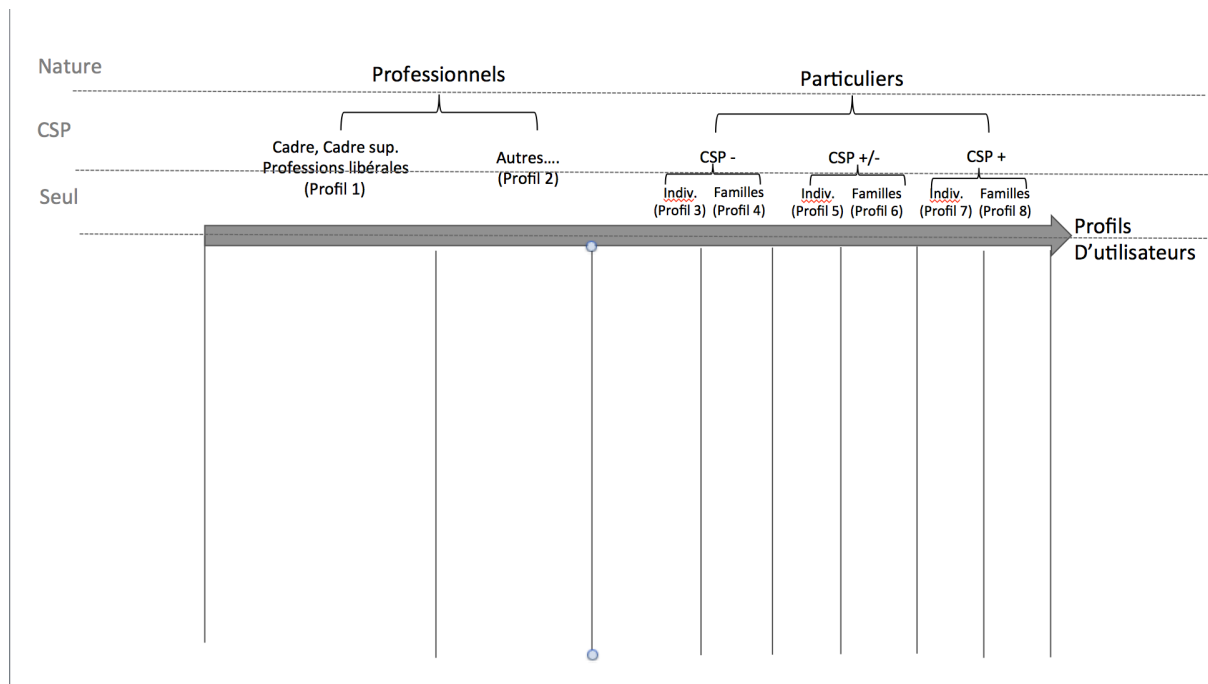 Nature
Professionnels
Particuliers
CSP
Cadre, Cadre sup.
Professions libérales
(Profil 1)
Autres....
(Profil 2)
CSP -
CSP +/-
CSP +
Seul
Indiv.
(Profil 3)
Familles
(Profil 4)
Indiv.
(Profil 5)
Familles
(Profil 6)
Indiv.
(Profil 7)
Familles
(Profil 8)
Profils
D'utilisateurs